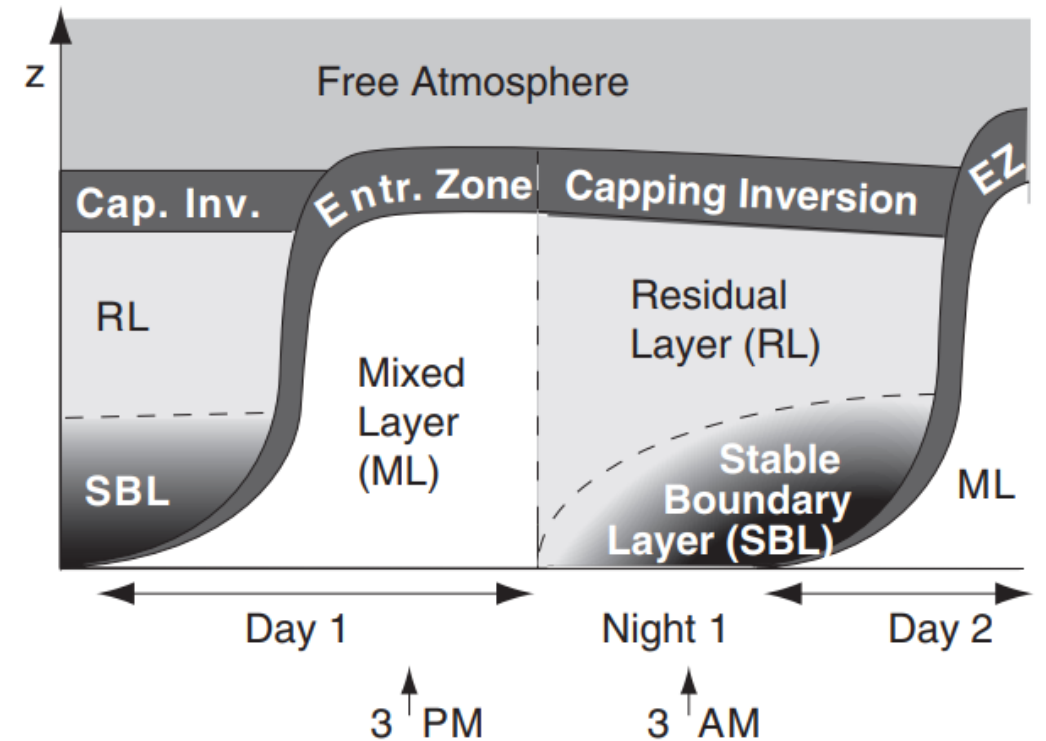 z
Free Atmosphere
Cap. Inv.
Entr. Zone
Capping Inversion
EZ
RL
Residual
Layer (RL)
Mixed
Layer
(ML)
SBL
Stable
Boundary
Layer (SBL)
ML
Day 1
Night 1
Day 2
3 PM
3 AM